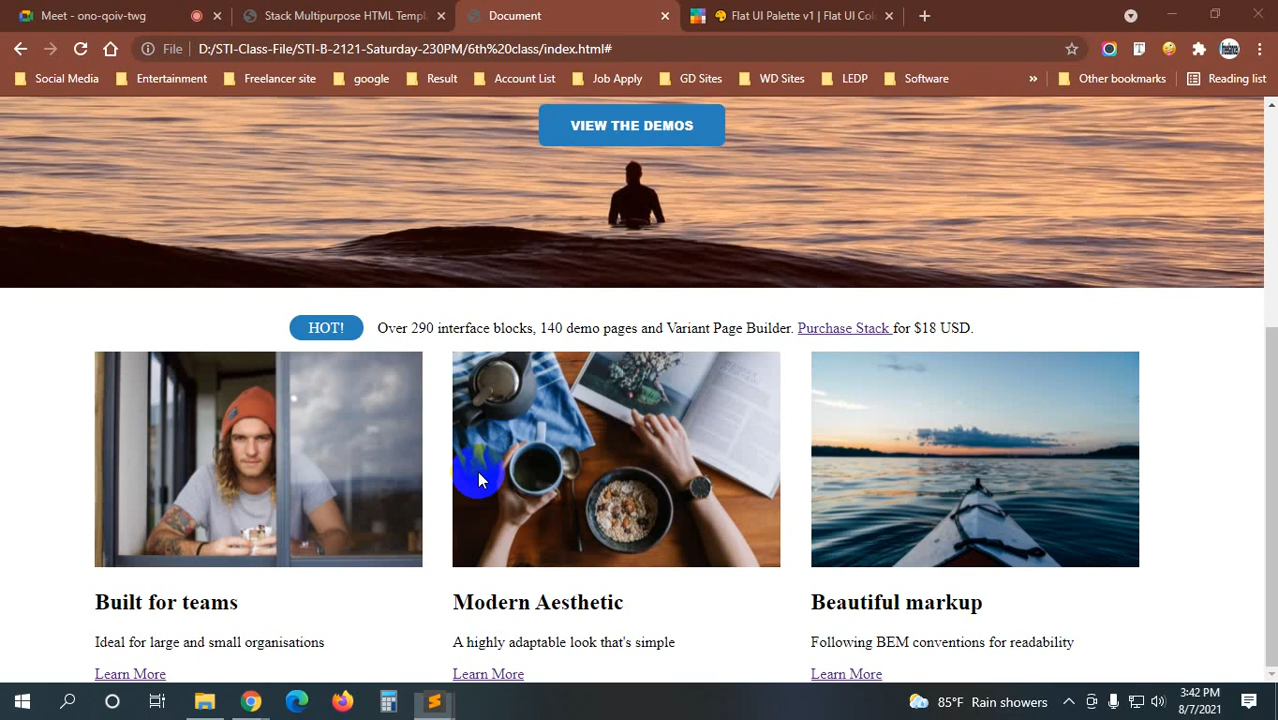 Meet - ono-qoiv-twg
Stack Multipurpose HTML Templ
Document
Flat UI Palette v1 | Flat UI Col
File
D:/STI-Class-File/STI-B-2121-Saturday-230PM/6th%20class/index.html#
Social Media
Entertainment
Freelancer site
google
Result
Account List
Job Apply
GD Sites
WD Sites
LEDP
Software
»
Other bookmarks
Reading list
VIEW THE DEMOS
HOT! Over 290 interface blocks, 140 demo pages and Variant Page Builder. Purchase Stack for $18 USD.
Built for teams
Ideal for large and small organisations
Learn More
Modern Aesthetic
A highly adaptable look that's simple
Learn More
Beautiful markup
Following BEM conventions for readability
Learn More
85°F Rain showers
3:42 PM
8/7/2021